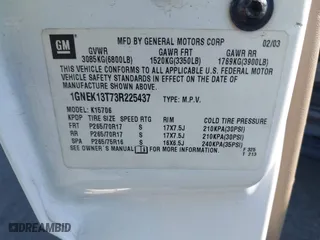 GM
MFD BY GENERAL MOTORS CORP 02/03
GVWR GAWR FRT GAWR RR
3085KG(6800LB) 1520KG(3350LB) 1769KG(3900LB)
THIS VEHICLE CONFORMS TO ALL APPLICABLE U.S. FEDERAL MOTOR
VEHICLE SAFETY STANDARDS IN EFFECT ON THE DATE OF
MANUFACTURE SHOWN ABOVE.
1GNEK13T73R225437 TYPE: M.P.V.
MODEL: K15706
KPOP TIRE SIZE SPEED RTG RIM COLD TIRE PRESSURE
FRT P265/70R17 S 17X7.5J 210KPA(30PSI)
RR P265/70R17 S 17X7.5J 210KPA(30PSI)
SPA P265/75R16 S 16X6.5J 240KPA(35PSI)
SEE OWNER'S MANUAL FOR MORE INFORMATION
DREAMBID